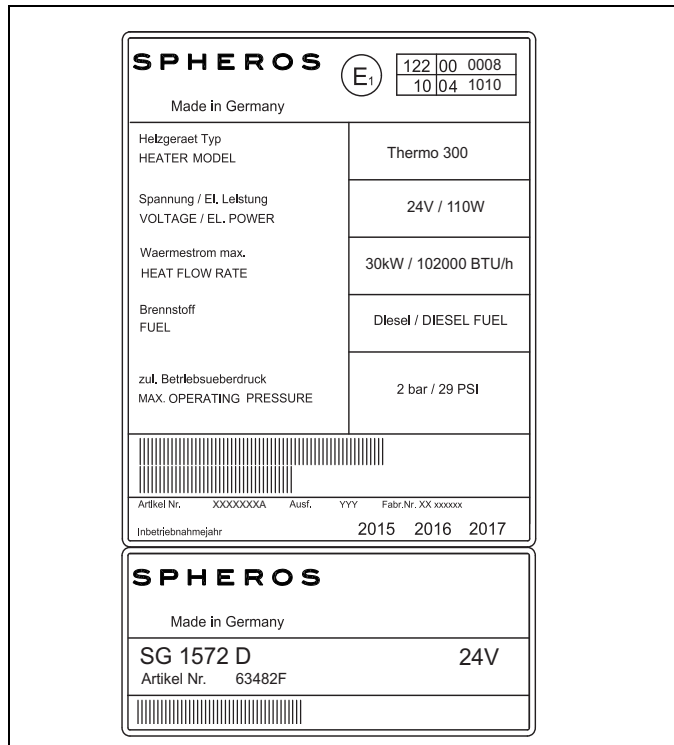 SPHEROS
E1
122 00 0008
10 04 1010
Made in Germany
Heizgeraet Typ
HEATER MODEL
Thermo 300
Spannung / El. Leistung
VOLTAGE / EL. POWER
24V / 110W
Waermestrom max.
HEAT FLOW RATE
30kW / 102000 BTU/h
Brennstoff
FUEL
Diesel / DIESEL FUEL
zul. Betriebsueberdruck
MAX. OPERATING PRESSURE
2 bar / 29 PSI
Artikel Nr. XXXXXXXA Ausf. YYY Fabr.Nr. XX xxxxxx
Inbetriebnahmejahr 2015 2016 2017
SPHEROS
Made in Germany
SG 1572 D 24V
Artikel Nr. 63482F